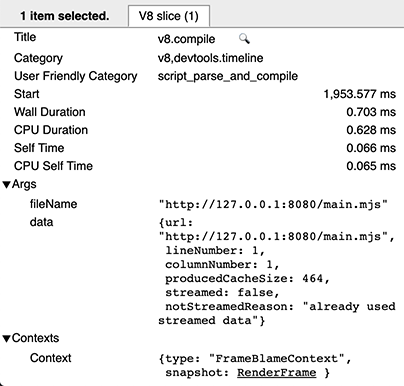 1 item selected. V8 slice (1)
Title v8.compile
Category v8,devtools.timeline
User Friendly Category script_parse_and_compile
Start 1,953.577 ms
Wall Duration 0.703 ms
CPU Duration 0.628 ms
Self Time 0.066 ms
CPU Self Time 0.065 ms
▼Args
fileName "http://127.0.0.1:8080/main.mjs"
data {url:
"http://127.0.0.1:8080/main.mjs",
lineNumber: 1,
columnNumber: 1,
producedCacheSize: 464,
streamed: false,
notStreamedReason: "already used
streamed data"}
▼Contexts
Context {type: "FrameBlameContext",
snapshot: RenderFrame }